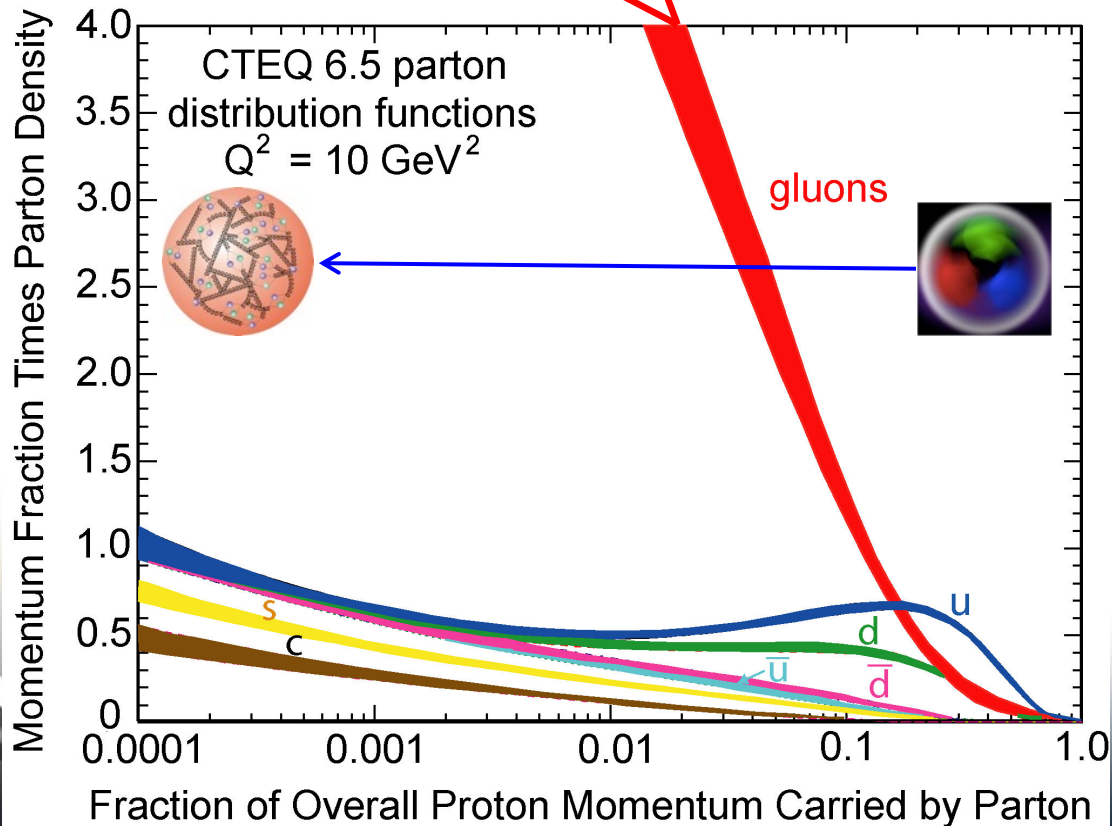 Momentum Fraction Times Parton Density
4.0
3.5
3.0
2.5
2.0
1.5
1.0
0.5
0
CTEQ 6.5 parton
distribution functions
Q² = 10 GeV²
gluons
s
c
u
d
u̅
d̅
0.0001
0.001
0.01
0.1
1.0
Fraction of Overall Proton Momentum Carried by Parton